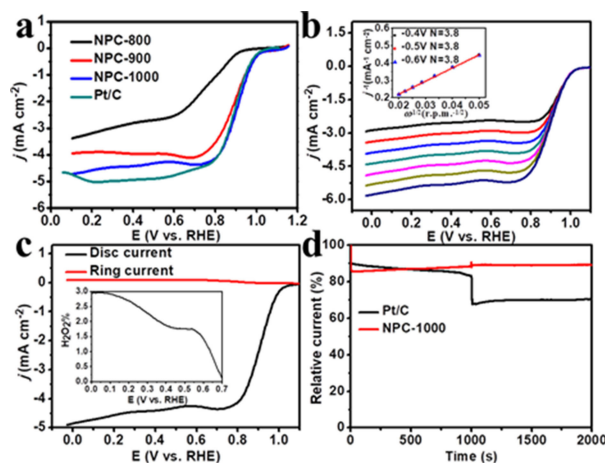 a
NPC-800
NPC-900
NPC-1000
Pt/C
j (mA cm⁻²)
0
-1
-2
-3
-4
-5
0.0 0.2 0.4 0.6 0.8 1.0 1.2
E (V vs. RHE)
b
-0.4V N=3.8
-0.5V N=3.8
-0.6V N=3.8
j⁻¹(mA⁻¹ cm⁻²)
0.6
0.4
0.2
0.02 0.03 0.04 0.05
ω¹/²(r.p.m.⁻¹/²)
j (mA cm⁻²)
0.0
-1.0
-2.0
-3.0
-4.0
-5.0
-6.0
0.0 0.2 0.4 0.6 0.8 1.0
E (V vs. RHE)
c
Disc current
Ring current
j (mA cm⁻²)
0
-1
-2
-3
-4
-5
H₂O₂%
3.0
2.5
2.0
1.5
1.0
0.5
0.0
0.0 0.1 0.2 0.3 0.4 0.5 0.6 0.7
E (V vs. RHE)
0.0 0.2 0.4 0.6 0.8 1.0
E (V vs. RHE)
d
Pt/C
NPC-1000
Relative current (%)
100
80
60
40
20
0
0 500 1000 1500 2000
Time (s)